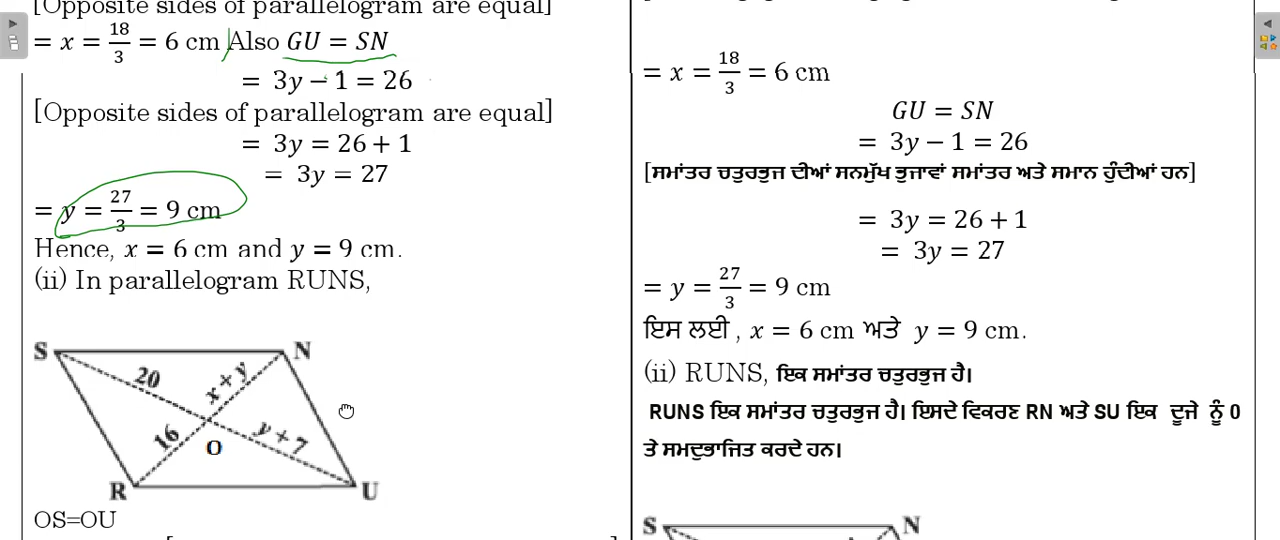 [Opposite sides of parallelogram are equal]
= x = 18/3 = 6 cm Also GU = SN
= 3y − 1 = 26
[Opposite sides of parallelogram are equal]
= 3y = 26 + 1
= 3y = 27
= y = 27/3 = 9 cm
Hence, x = 6 cm and y = 9 cm.
(ii) In parallelogram RUNS,
S
N
20
x + y
16
y + 7
O
R
U
OS=OU
= x = 18/3 = 6 cm
GU = SN
= 3y − 1 = 26
[ਸਮਾਂਤਰ ਚਤੁਰਭੁਜ ਦੀਆਂ ਸਨਮੁੱਖ ਭੁਜਾਵਾਂ ਸਮਾਂਤਰ ਅਤੇ ਸਮਾਨ ਹੁੰਦੀਆਂ ਹਨ]
= 3y = 26 + 1
= 3y = 27
= y = 27/3 = 9 cm
ਇਸ ਲਈ , x = 6 cm ਅਤੇ y = 9 cm.
(ii) RUNS, ਇਕ ਸਮਾਂਤਰ ਚਤੁਰਭੁਜ ਹੈ।
RUNS ਇਕ ਸਮਾਂਤਰ ਚਤੁਰਭੁਜ ਹੈ। ਇਸਦੇ ਵਿਕਰਣ RN ਅਤੇ SU ਇਕ ਦੂਜੇ ਨੂੰ 0
ਤੇ ਸਮਦੁਭਾਜਿਤ ਕਰਦੇ ਹਨ।
S
N